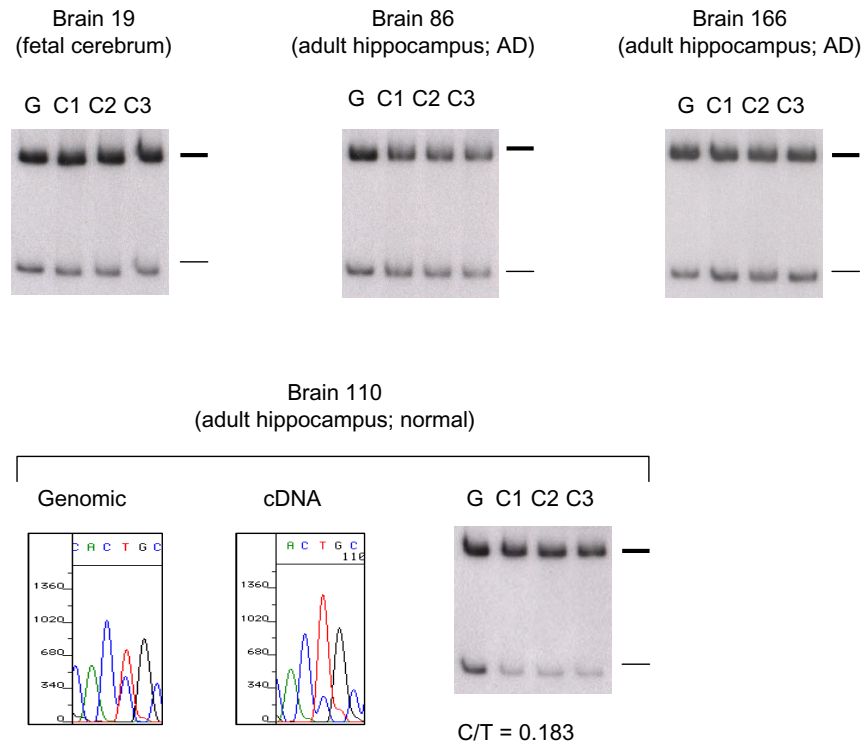 Brain 19
(fetal cerebrum)
G C1 C2 C3
Brain 86
(adult hippocampus; AD)
G C1 C2 C3
Brain 166
(adult hippocampus; AD)
G C1 C2 C3
Brain 110
(adult hippocampus; normal)
Genomic
C A C T G C
1360
1020
680
340
0
cDNA
A C T G C
110
1360
1020
680
340
0
G C1 C2 C3
C/T = 0.183